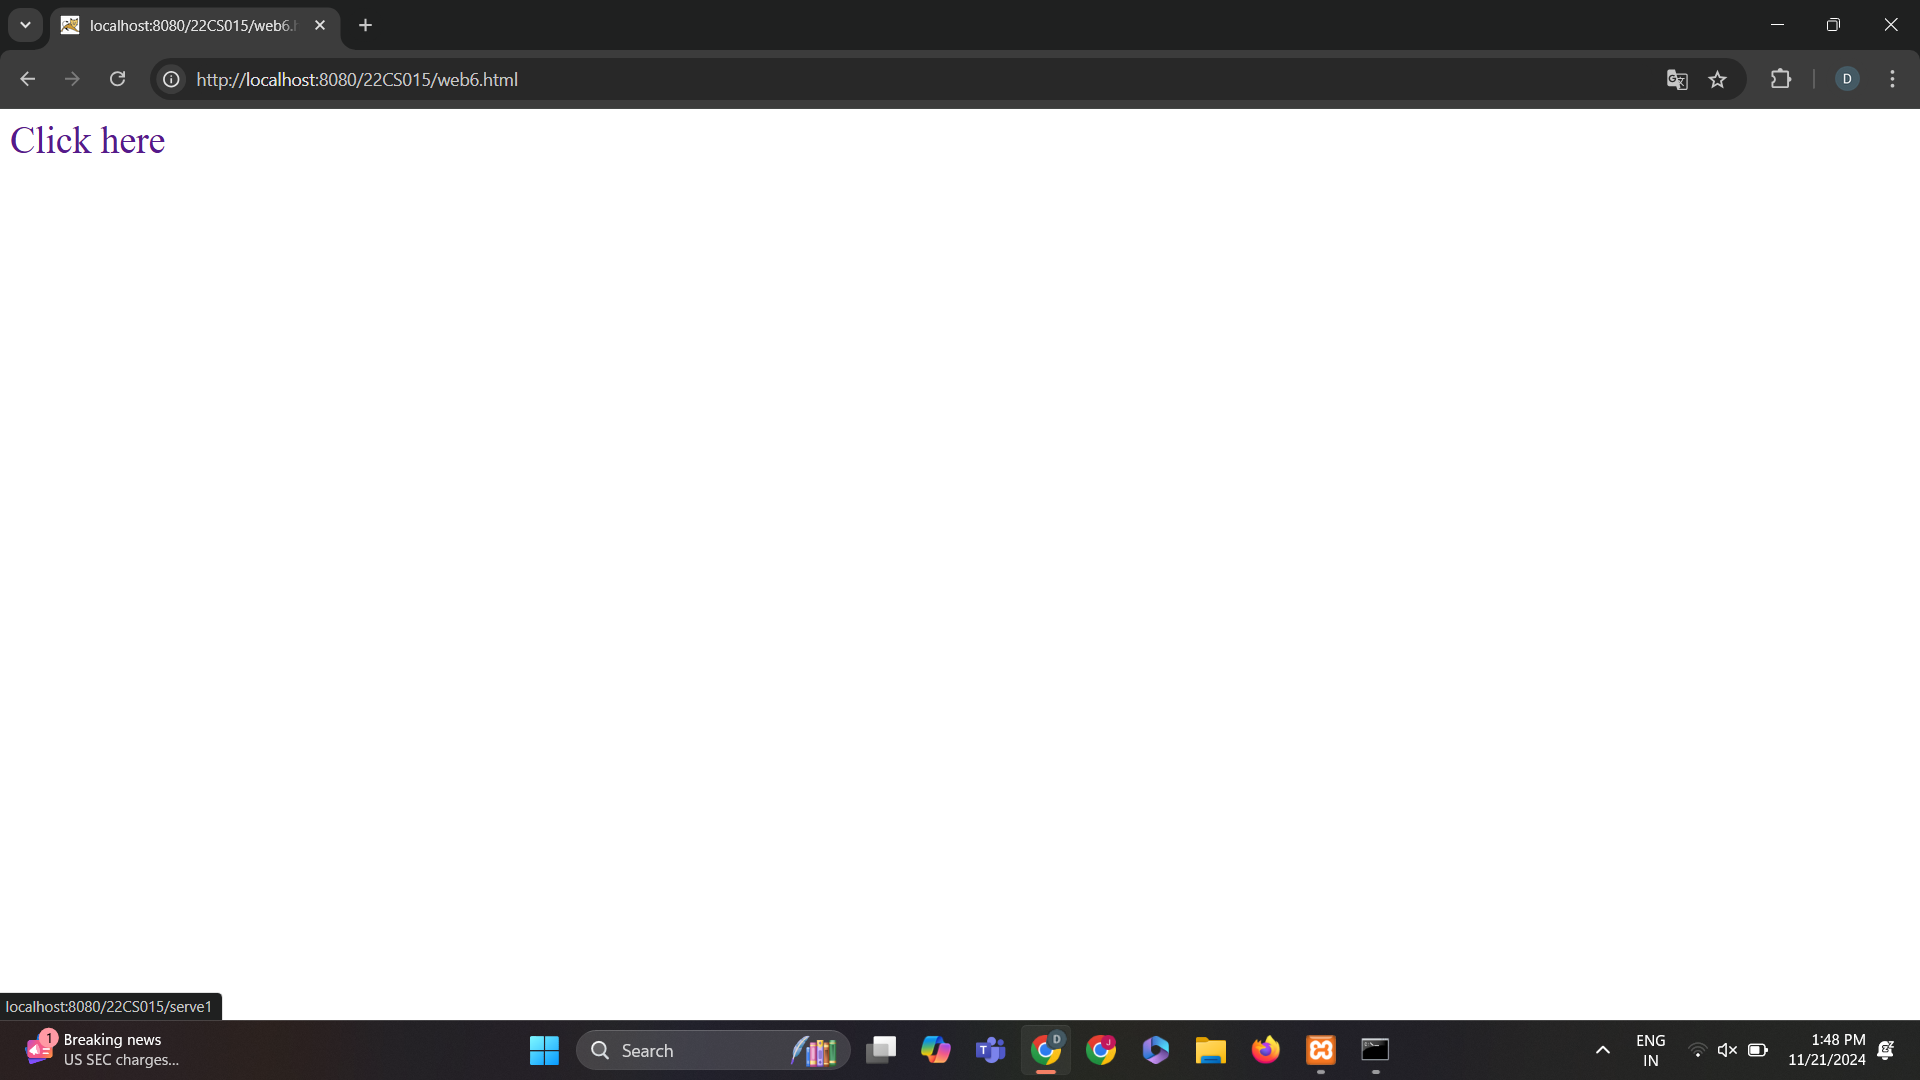 localhost:8080/22CS015/web6.h
http://localhost:8080/22CS015/web6.html
D
Click here
localhost:8080/22CS015/serve1
1
Breaking news
US SEC charges...
Search
D
J
ENG
IN
1:48 PM
11/21/2024